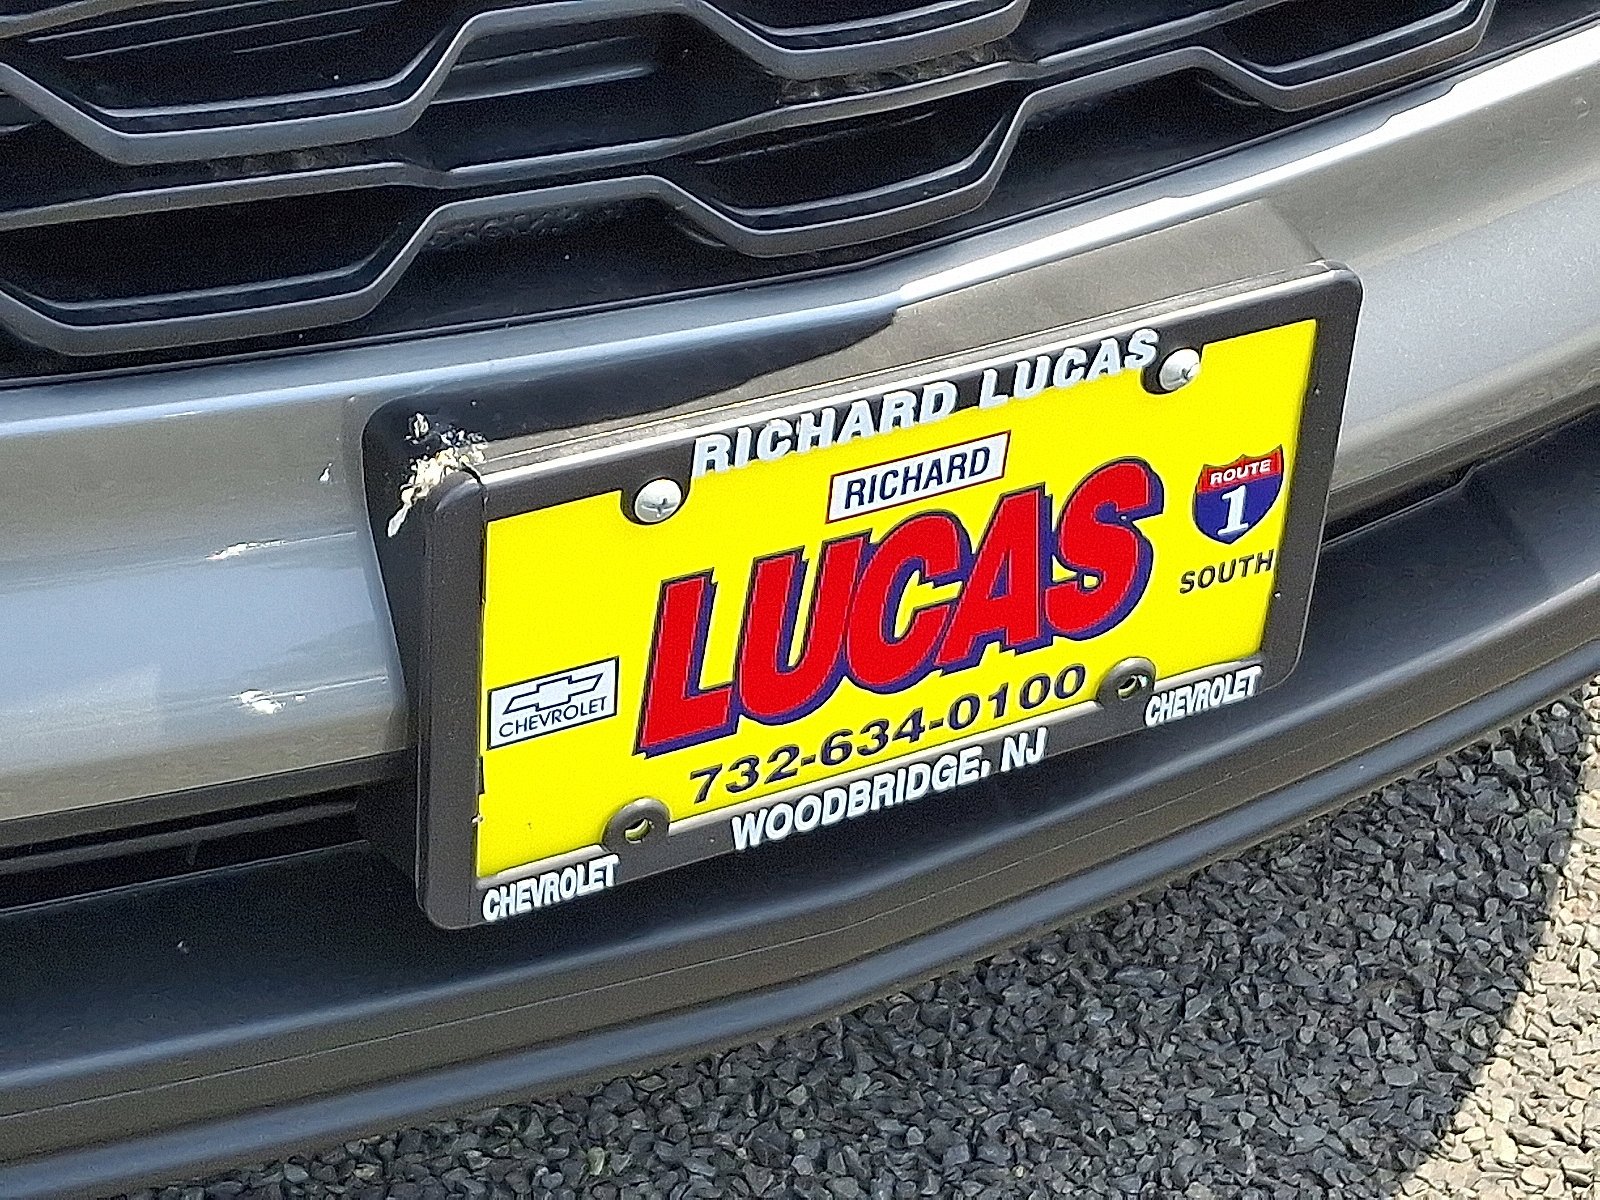 RICHARD LUCAS
RICHARD
LUCAS
ROUTE
1
SOUTH
CHEVROLET
732-634-0100
CHEVROLET
WOODBRIDGE, NJ
CHEVROLET